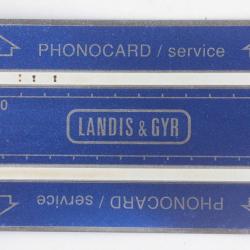 PHONOCARD / service
0
LANDIS & GYR
PHONOCARD / service